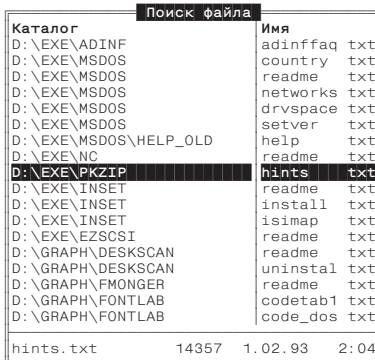 Поиск файла
Каталог Имя
D:\EXE\ADINF adinffaq txt
D:\EXE\MSDOS country txt
D:\EXE\MSDOS readme txt
D:\EXE\MSDOS networks txt
D:\EXE\MSDOS drvspace txt
D:\EXE\MSDOS setver txt
D:\EXE\MSDOS\HELP_OLD help txt
D:\EXE\NC readme txt
D:\EXE\PKZIP hints txt
D:\EXE\INSET readme txt
D:\EXE\INSET install txt
D:\EXE\INSET isimap txt
D:\EXE\EZSCSI readme txt
D:\GRAPH\DESKSCAN readme txt
D:\GRAPH\DESKSCAN uninstal txt
D:\GRAPH\FMONGER readme txt
D:\GRAPH\FONTLAB codetab1 txt
D:\GRAPH\FONTLAB code_dos txt
hints.txt 14357 1.02.93 2:04